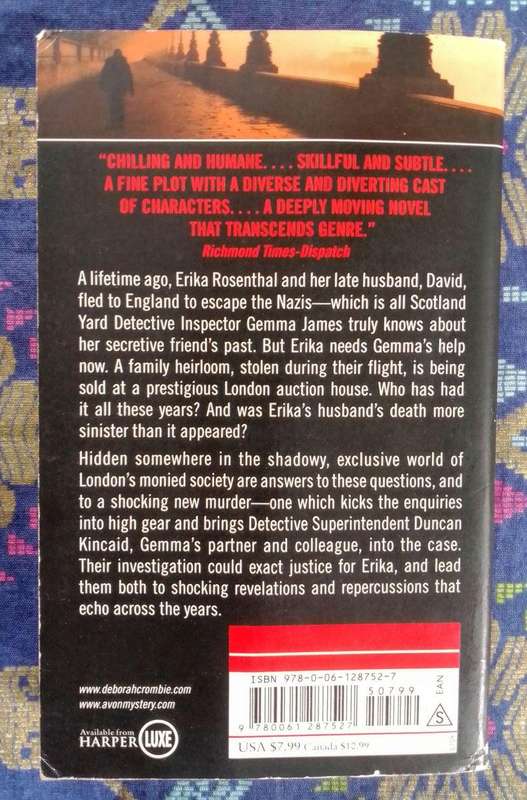 "CHILLING AND HUMANE. . . . SKILLFUL AND SUBTLE. . . .
A FINE PLOT WITH A DIVERSE AND DIVERTING CAST
OF CHARACTERS. . . . A DEEPLY MOVING NOVEL
THAT TRANSCENDS GENRE."
Richmond Times-Dispatch
A lifetime ago, Erika Rosenthal and her late husband, David,
fled to England to escape the Nazis—which is all Scotland
Yard Detective Inspector Gemma James truly knows about
her secretive friend's past. But Erika needs Gemma's help
now. A family heirloom, stolen during their flight, is being
sold at a prestigious London auction house. Who has had
it all these years? And was Erika's husband's death more
sinister than it appeared?
Hidden somewhere in the shadowy, exclusive world of
London's monied society are answers to these questions, and
to a shocking new murder—one which kicks the enquiries
into high gear and brings Detective Superintendent Duncan
Kincaid, Gemma's partner and colleague, into the case.
Their investigation could exact justice for Erika, and lead
them both to shocking revelations and repercussions that
echo across the years.
www.deborahcrombie.com
www.avonmystery.com
Available from
HARPER LUXE
ISBN 978-0-06-128752-7
50799
EAN
9 780061 287527
S
USA $7.99 Canada $10.99